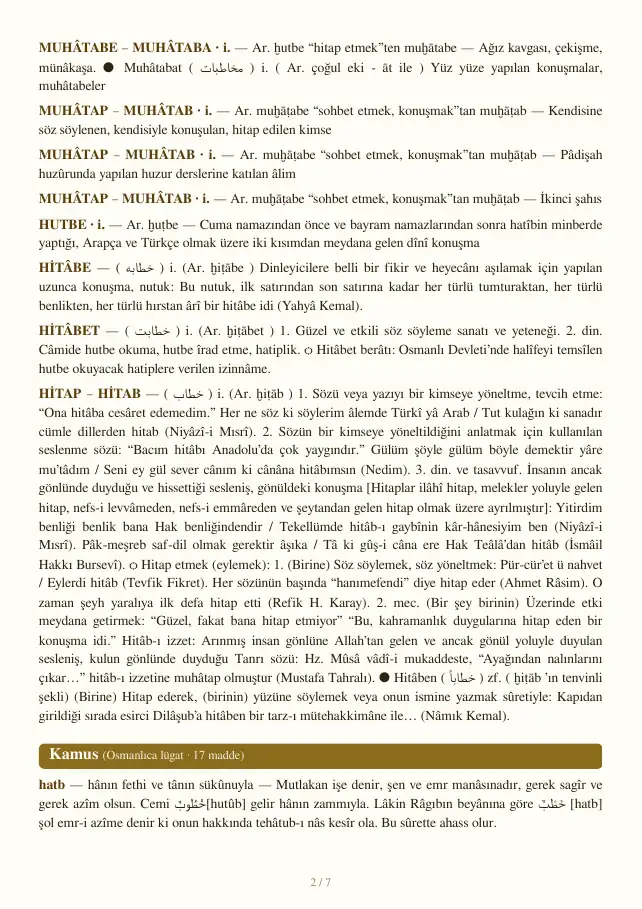 MUHÂTABE – MUHÂTABA · i. — Ar. ḫutbe “hitap etmek”ten muḫātabe — Ağız kavgası, çekişme,
münâkaşa. ● Muhâtabat ( مخاطبات ) i. ( Ar. çoğul eki - āt ile ) Yüz yüze yapılan konuşmalar,
muhâtabeler
MUHÂTAP – MUHÂTAB · i. — Ar. muḫāṭabe “sohbet etmek, konuşmak”tan muḫāṭab — Kendisine
söz söylenen, kendisiyle konuşulan, hitap edilen kimse
MUHÂTAP – MUHÂTAB · i. — Ar. muḫāṭabe “sohbet etmek, konuşmak”tan muḫāṭab — Pâdişah
huzûrunda yapılan huzur derslerine katılan âlim
MUHÂTAP – MUHÂTAB · i. — Ar. muḫāṭabe “sohbet etmek, konuşmak”tan muḫāṭab — İkinci şahıs
HUTBE · i. — Ar. ḫuṭbe — Cuma namazından önce ve bayram namazlarından sonra hatîbin minberde
yaptığı, Arapça ve Türkçe olmak üzere iki kısımdan meydana gelen dînî konuşma
HİTÂBE — ( خطابه ) i. (Ar. ḫiṭābe ) Dinleyicilere belli bir fikir ve heyecânı aşılamak için yapılan
uzunca konuşma, nutuk: Bu nutuk, ilk satırından son satırına kadar her türlü tumturaktan, her türlü
benlikten, her türlü hırstan ârî bir hitâbe idi (Yahyâ Kemal).
HİTÂBET — ( خطابت ) i. (Ar. ḫiṭābet ) 1. Güzel ve etkili söz söyleme sanatı ve yeteneği. 2. din.
Câmide hutbe okuma, hutbe îrad etme, hatiplik. ѻ Hitâbet berâtı: Osmanlı Devleti’nde halîfeyi temsîlen
hutbe okuyacak hatiplere verilen izinnâme.
HİTAP – HİTAB — ( خطاب ) i. (Ar. ḫiṭāb ) 1. Sözü veya yazıyı bir kimseye yöneltme, tevcih etme:
“Ona hitâba cesâret edemedim.” Her ne söz ki söylerim âlemde Türkî yâ Arab / Tut kulağın ki sanadır
cümle dillerden hitab (Niyâzî-i Mısrî). 2. Sözün bir kimseye yöneltildiğini anlatmak için kullanılan
seslenme sözü: “Bacım hitâbı Anadolu’da çok yaygındır.” Gülüm şöyle gülüm böyle demektir yâre
mu’tâdım / Seni ey gül sever cânım ki cânâna hitâbımsın (Nedim). 3. din. ve tasavvuf. İnsanın ancak
gönlünde duyduğu ve hissettiği sesleniş, gönüldeki konuşma [Hitaplar ilâhî hitap, melekler yoluyle gelen
hitap, nefs-i levvâmeden, nefs-i emmâreden ve şeytandan gelen hitap olmak üzere ayrılmıştır]: Yitirdim
benliği benlik bana Hak benliğindendir / Tekellümde hitâb-ı gaybînin kâr-hânesiyim ben (Niyâzî-i
Mısrî). Pâk-meşreb saf-dil olmak gerektir âşıka / Tâ ki gûş-i câna ere Hak Teâlâ’dan hitâb (İsmâil
Hakkı Bursevî). ѻ Hitap etmek (eylemek): 1. (Birine) Söz söylemek, söz yöneltmek: Pür-cür’et ü nahvet
/ Eylerdi hitâb (Tevfik Fikret). Her sözünün başında “hanımefendi” diye hitap eder (Ahmet Râsim). O
zaman şeyh yaralıya ilk defa hitap etti (Refik H. Karay). 2. mec. (Bir şey birinin) Üzerinde etki
meydana getirmek: “Güzel, fakat bana hitap etmiyor” “Bu, kahramanlık duygularına hitap eden bir
konuşma idi.” Hitâb-ı izzet: Arınmış insan gönlüne Allah’tan gelen ve ancak gönül yoluyle duyulan
sesleniş, kulun gönlünde duyduğu Tanrı sözü: Hz. Mûsâ vâdî-i mukaddeste, “Ayağından nalınlarını
çıkar…” hitâb-ı izzetine muhâtap olmuştur (Mustafa Tahralı). ● Hitâben ( خطاباً ) zf. ( ḫiṭāb ’ın tenvinli
şekli) (Birine) Hitap ederek, (birinin) yüzüne söylemek veya onun ismine yazmak sûretiyle: Kapıdan
girildiği sırada esirci Dilâşub’a hitâben bir tarz-ı mütehakkimâne ile… (Nâmık Kemal).
Kamus (Osmanlıca lügat · 17 madde)
hatb — hânın fethi ve tânın sükûnuyla — Mutlakan işe denir, şen ve emr manâsınadır, gerek sagîr ve
gerek azîm olsun. Cemi خُطُوبٌ[hutûb] gelir hânın zammıyla. Lâkin Râgıbın beyânına göre خَطْبٌ [hatb]
şol emr-i azîme denir ki onun hakkında tehâtub-ı nâs kesîr ola. Bu sûrette ahass olur.
2 / 7